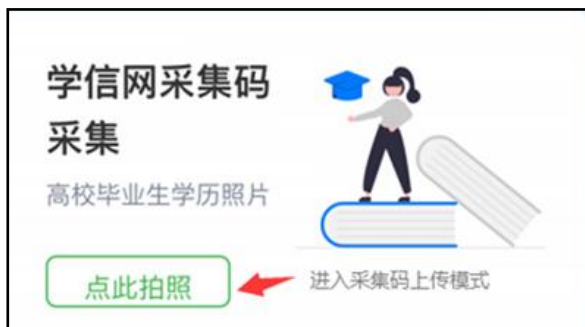 学信网采集码
采集
高校毕业生学历照片
点此拍照
进入采集码上传模式